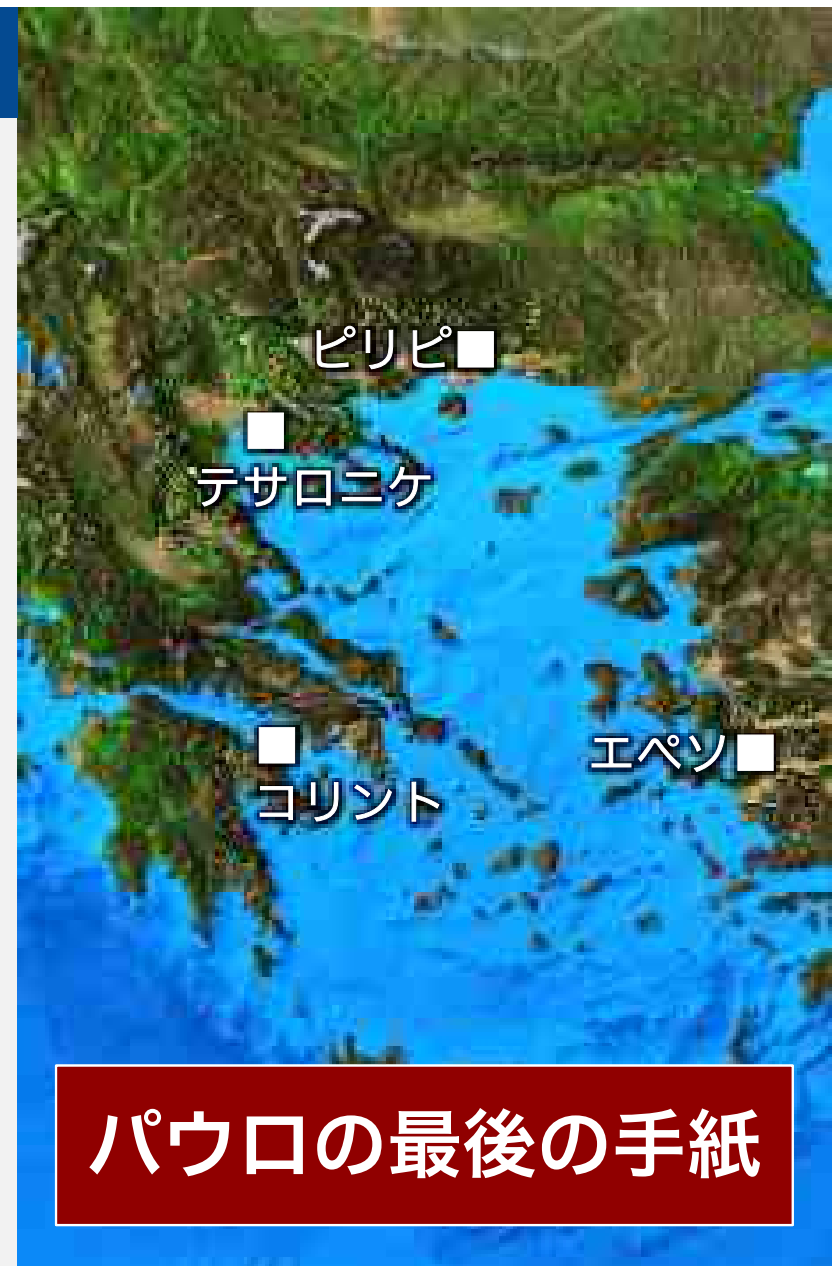 ピリピ
テサロニケ
コリント
エペソ
パウロの最後の手紙